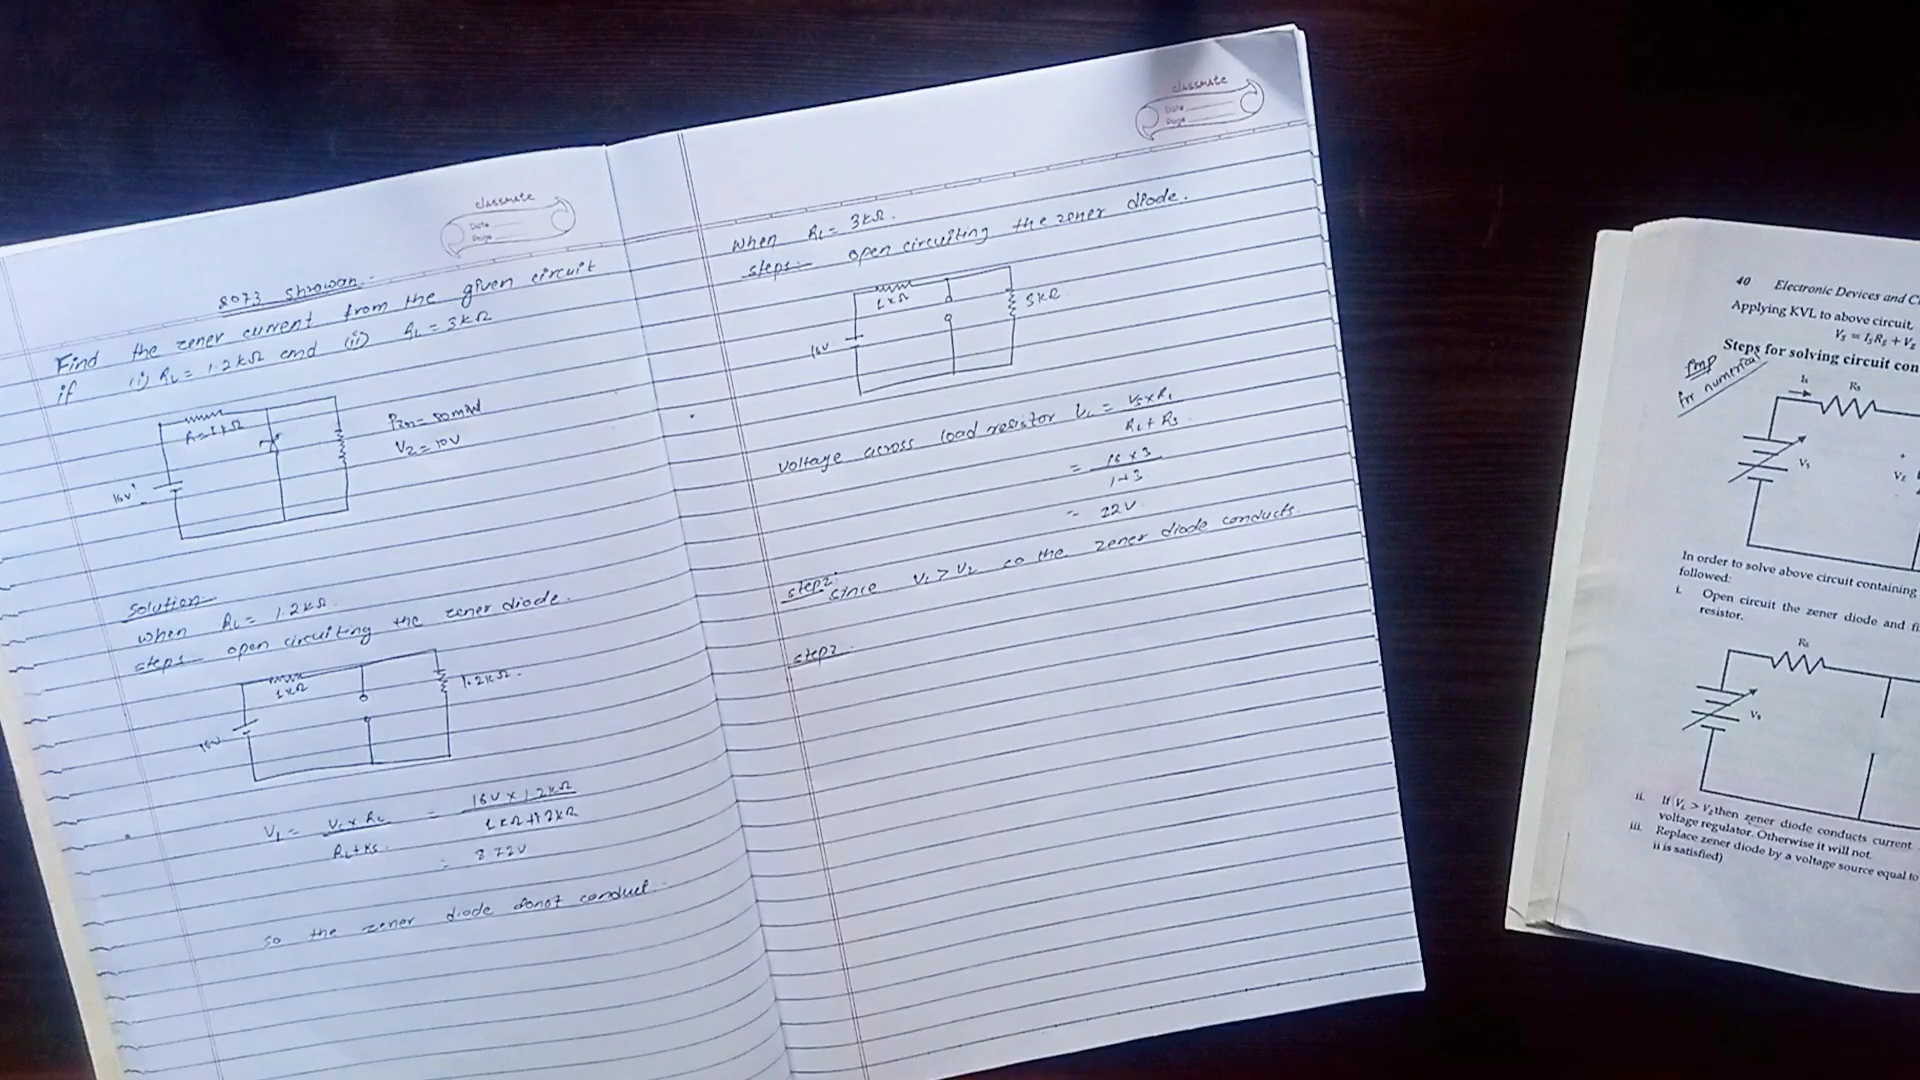 classmate
Date
Page
2073 Shrawan:-
Find the zener current from the given circuit
if (i) RL = 1.2kΩ and (ii) RL = 3kΩ
R=1kΩ
16V
Pzm = 80mW
Vz = 10V
Solution:-
When RL = 1.2kΩ.
step1- open circuiting the zener diode.
1kΩ
1.2kΩ.
16V
VL = Vs x RL / RL + Rs = 16V x 1.2kΩ / 1kΩ + 1.2kΩ
= 8.72V
So the zener diode donot conduct.
classmate
Date
Page
When RL = 3kΩ.
step1:- open circuiting the zener diode.
1kΩ
3kΩ
16V
Voltage across load resistor VL = Vs x RL / RL + Rs
= 16 x 3 / 1+3
= 12V
step2:
since VL > Vz so the zener diode conducts
step3:-
40 Electronic Devices and C
Applying KVL to above circuit,
Vs = IsRs + Vz
Steps for solving circuit con
Imp
for numerical
Is
Rs
Vs
Vz
In order to solve above circuit containing
followed:
i. Open circuit the zener diode and fi
resistor.
Rs
Vs
ii. If VL > Vz then zener diode conducts current
voltage regulator. Otherwise it will not.
iii. Replace zener diode by a voltage source equal to
ii is satisfied)